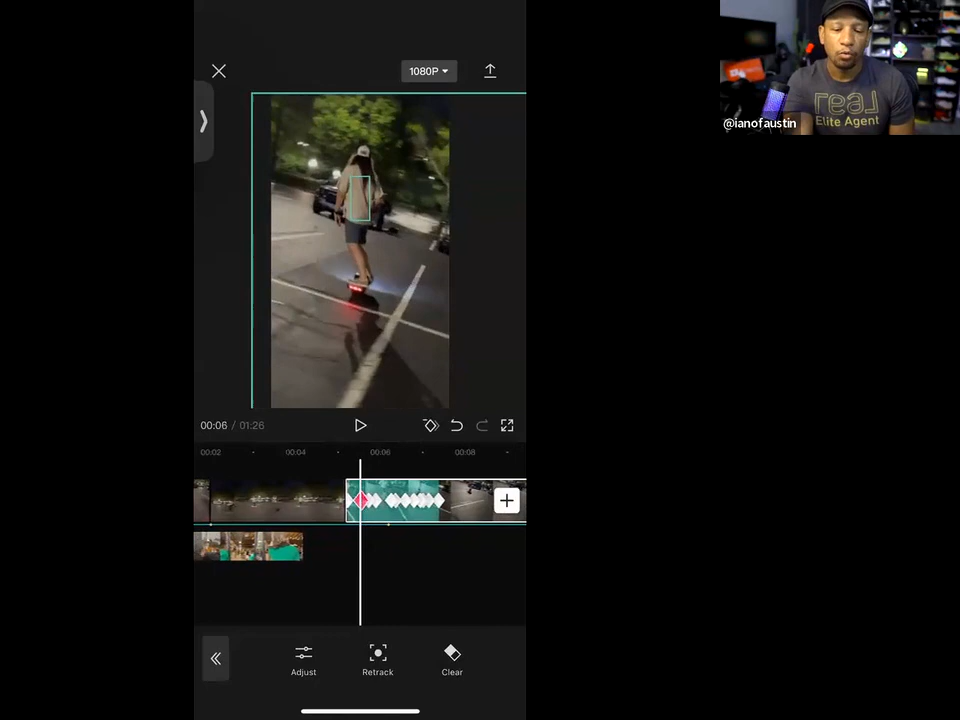 1080P
real
Elite Agent
@ianofaustin
00:06 / 01:26
00:02
00:04
00:06
00:08
Adjust
Retrack
Clear